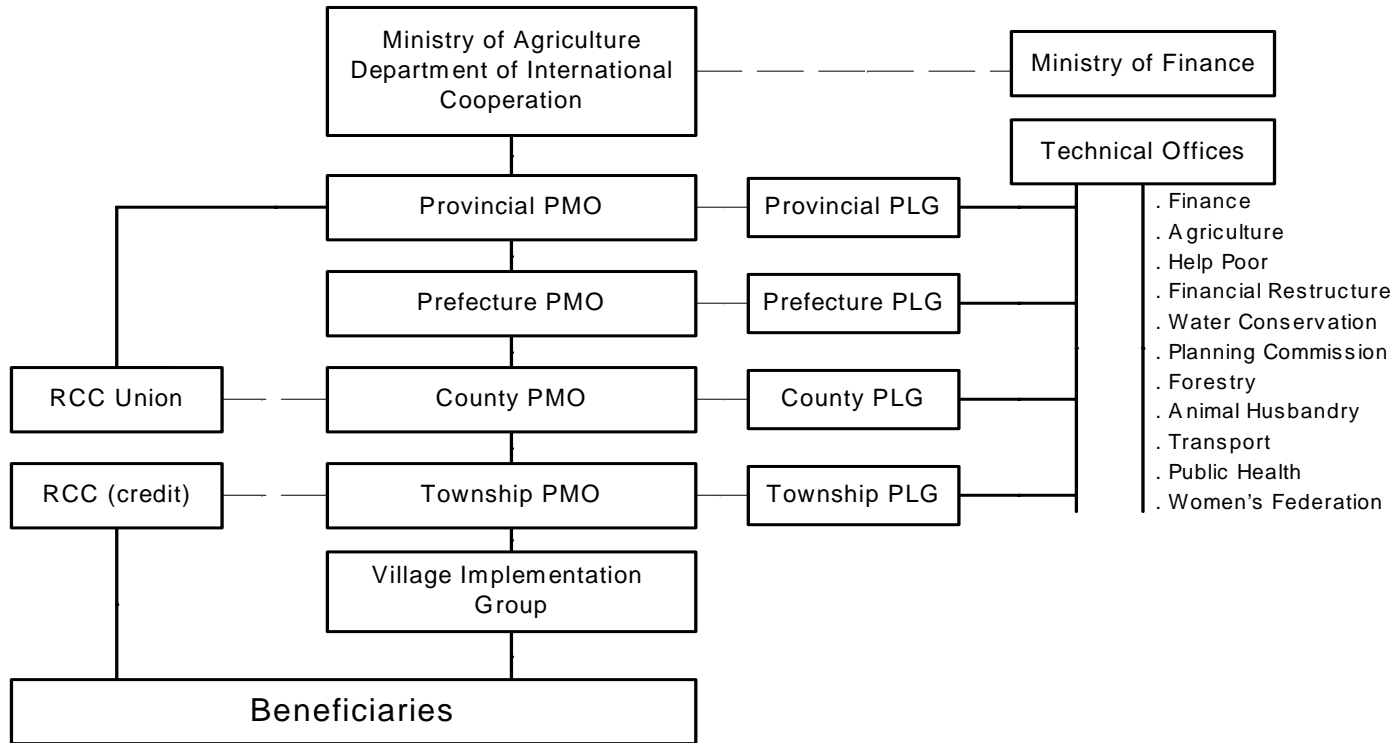 Ministry of Agriculture
Department of International
Cooperation
Ministry of Finance
Technical Offices
Provincial PMO
Provincial PLG
. Finance
. Agriculture
. Help Poor
. Financial Restructure
. Water Conservation
. Planning Commission
. Forestry
. Animal Husbandry
. Transport
. Public Health
. Women’s Federation
Prefecture PMO
Prefecture PLG
RCC Union
County PMO
County PLG
RCC (credit)
Township PMO
Township PLG
Village Implementation
Group
Beneficiaries